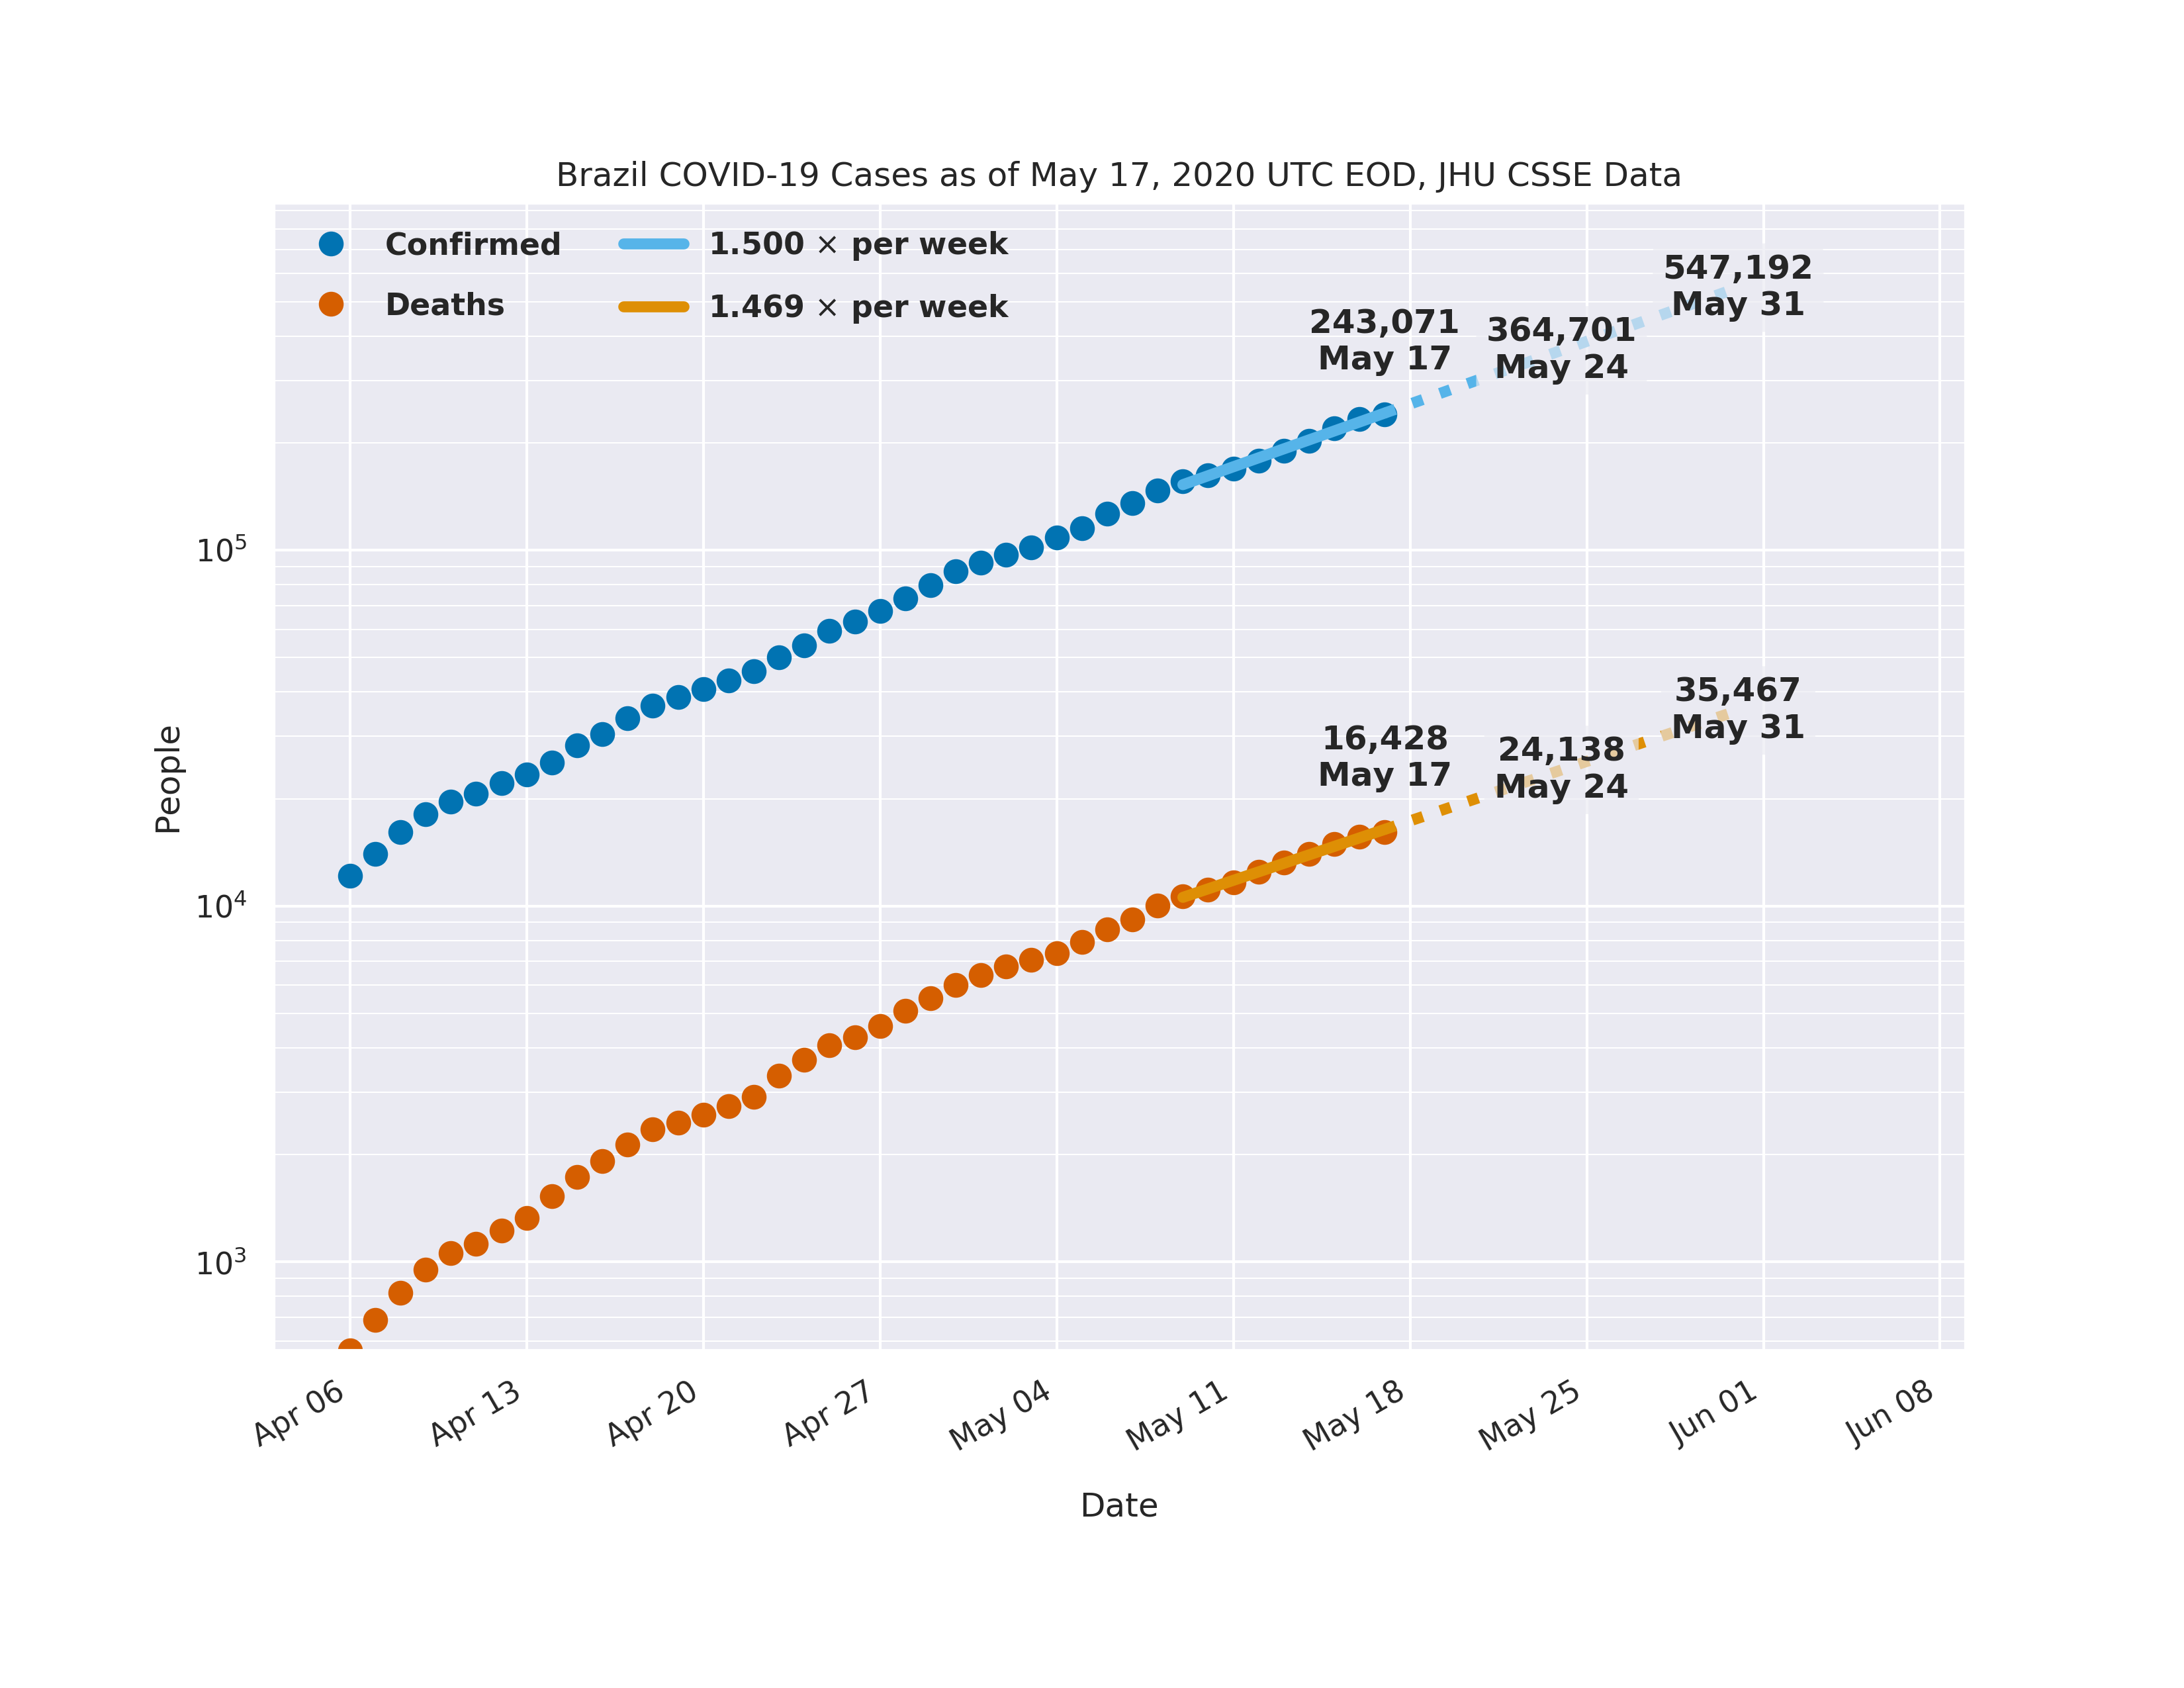 Brazil COVID-19 Cases as of May 17, 2020 UTC EOD, JHU CSSE Data
Confirmed
Deaths
1.500 × per week
1.469 × per week
547,192
May 31
243,071
May 17
364,701
May 24
35,467
May 31
16,428
May 17
24,138
May 24
People
10⁵
10⁴
10³
Apr 06
Apr 13
Apr 20
Apr 27
May 04
May 11
May 18
May 25
Jun 01
Jun 08
Date